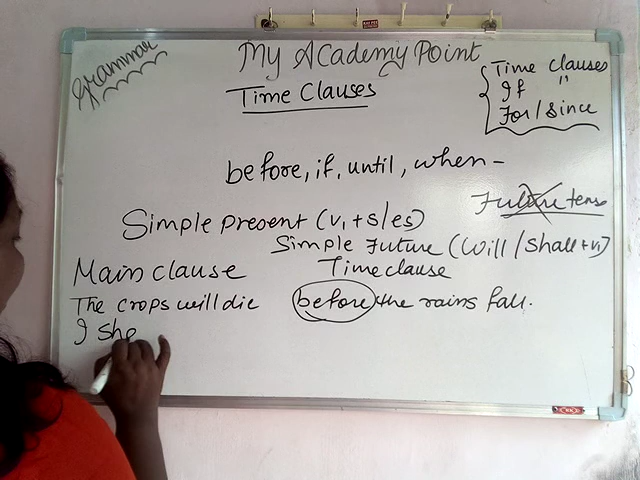 Grammar
My Academy Point
Time Clauses
Time clauses
If "
For/since
before, if, until, when -
Future tense
Simple present (V1 + s/es)
Simple Future (Will / Shall + V1)
Main clause Time clause
The crops will die before the rains fall.
I She